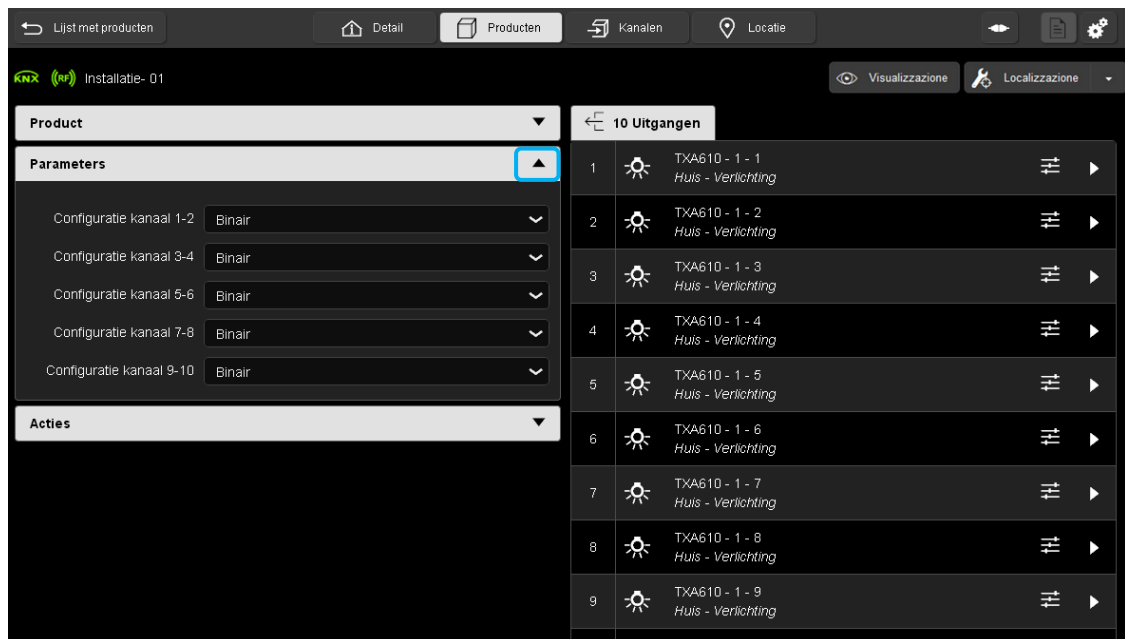 Lijst met producten
Detail
Producten
Kanalen
Locatie
KNX ((RF)) Installatie- 01
Visualizzazione
Localizzazione
Product
Parameters
Configuratie kanaal 1-2 Binair
Configuratie kanaal 3-4 Binair
Configuratie kanaal 5-6 Binair
Configuratie kanaal 7-8 Binair
Configuratie kanaal 9-10 Binair
Acties
10 Uitgangen
1 TXA610 - 1 - 1
Huis - Verlichting
2 TXA610 - 1 - 2
Huis - Verlichting
3 TXA610 - 1 - 3
Huis - Verlichting
4 TXA610 - 1 - 4
Huis - Verlichting
5 TXA610 - 1 - 5
Huis - Verlichting
6 TXA610 - 1 - 6
Huis - Verlichting
7 TXA610 - 1 - 7
Huis - Verlichting
8 TXA610 - 1 - 8
Huis - Verlichting
9 TXA610 - 1 - 9
Huis - Verlichting